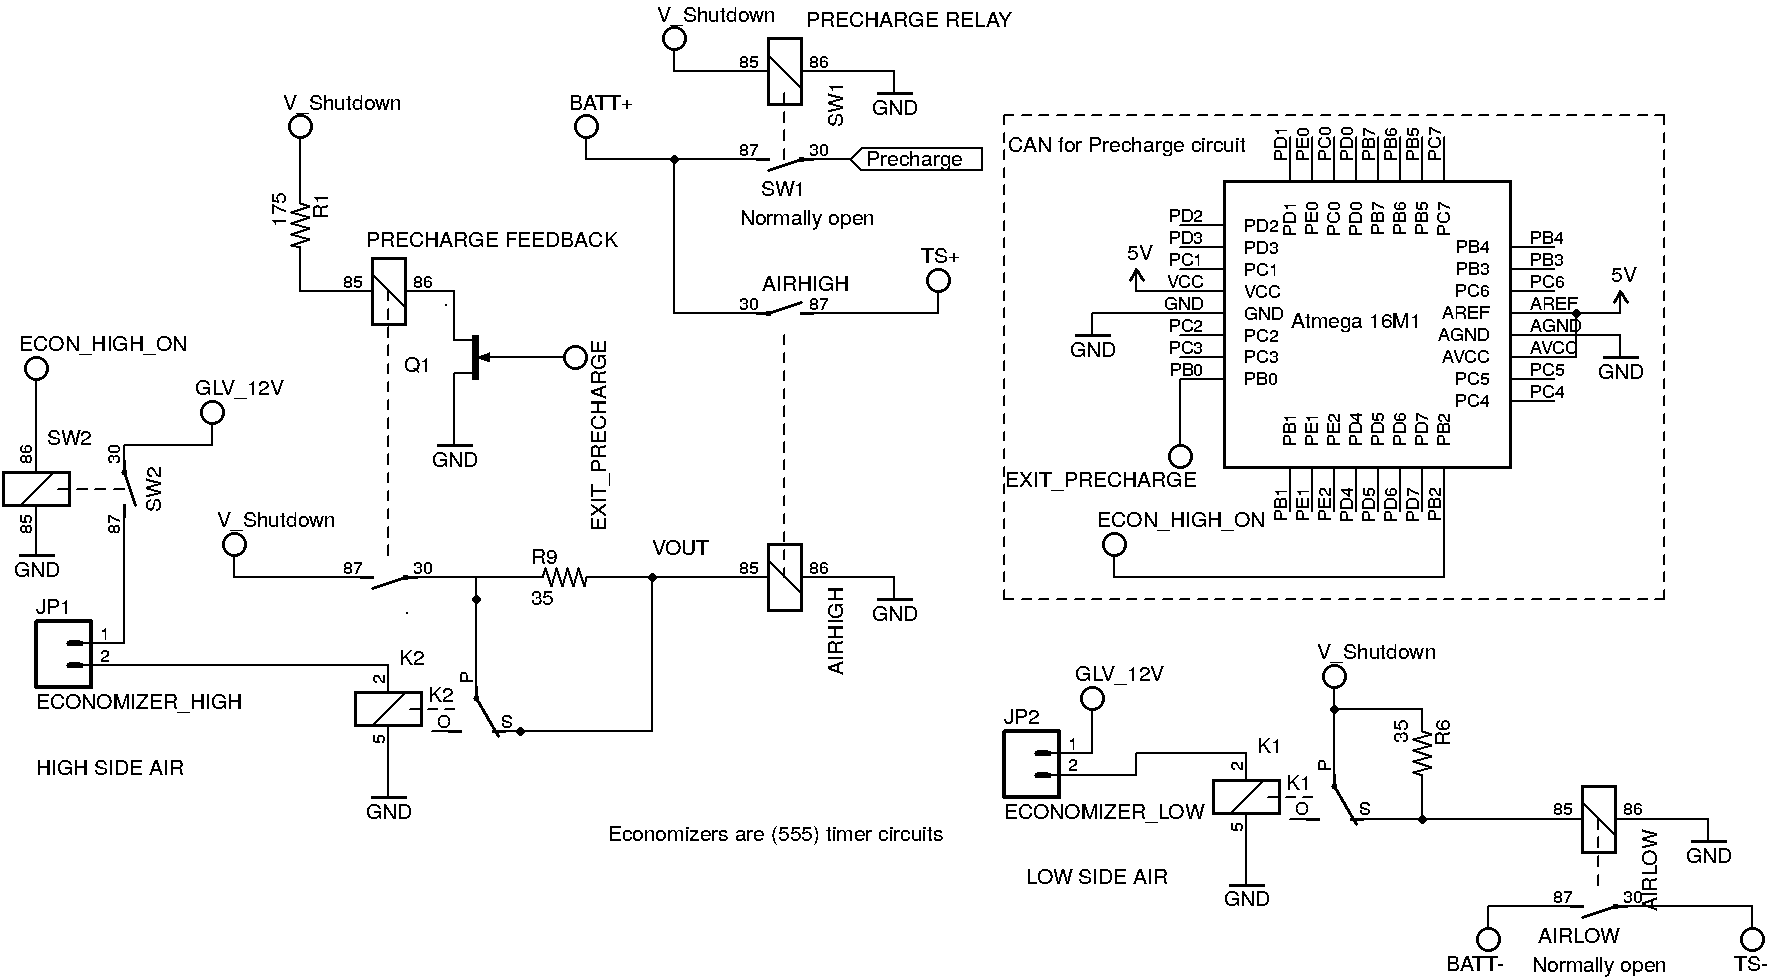 V_Shutdown
PRECHARGE RELAY
85
86
SW1
GND
V_Shutdown
BATT+
87
30
Precharge
SW1
Normally open
175
R1
PRECHARGE FEEDBACK
85
86
TS+
AIRHIGH
30
87
Q1
EXIT_PRECHARGE
GND
ECON_HIGH_ON
GLV_12V
SW2
86
30
SW2
85
87
GND
V_Shutdown
87
30
R9
35
VOUT
85
86
GND
AIRHIGH
JP1
1
2
ECONOMIZER_HIGH
K2
2
K2
O
P
S
5
GND
HIGH SIDE AIR
Economizers are (555) timer circuits
CAN for Precharge circuit
PD1
PE0
PC0
PD0
PB7
PB6
PB5
PC7
PD1
PE0
PC0
PD0
PB7
PB6
PB5
PC7
PD2
PD3
PC1
VCC
GND
PC2
PC3
PB0
PD2
PD3
PC1
VCC
GND
PC2
PC3
PB0
5V
GND
Atmega 16M1
PB4
PB3
PC6
AREF
AGND
AVCC
PC5
PC4
PB4
PB3
PC6
AREF
AGND
AVCC
PC5
PC4
5V
GND
PB1
PE1
PE2
PD4
PD5
PD6
PD7
PB2
PB1
PE1
PE2
PD4
PD5
PD6
PD7
PB2
EXIT_PRECHARGE
ECON_HIGH_ON
V_Shutdown
GLV_12V
JP2
1
2
ECONOMIZER_LOW
K1
2
K1
O
P
S
5
GND
35
R6
85
86
GND
AIRLOW
LOW SIDE AIR
87
30
AIRLOW
Normally open
BATT-
TS-